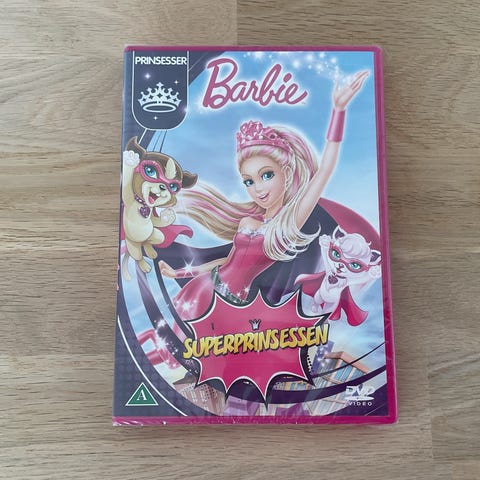 PRINSESSER
Barbie
SUPERPRINSESSEN
A
DVD
VIDEO